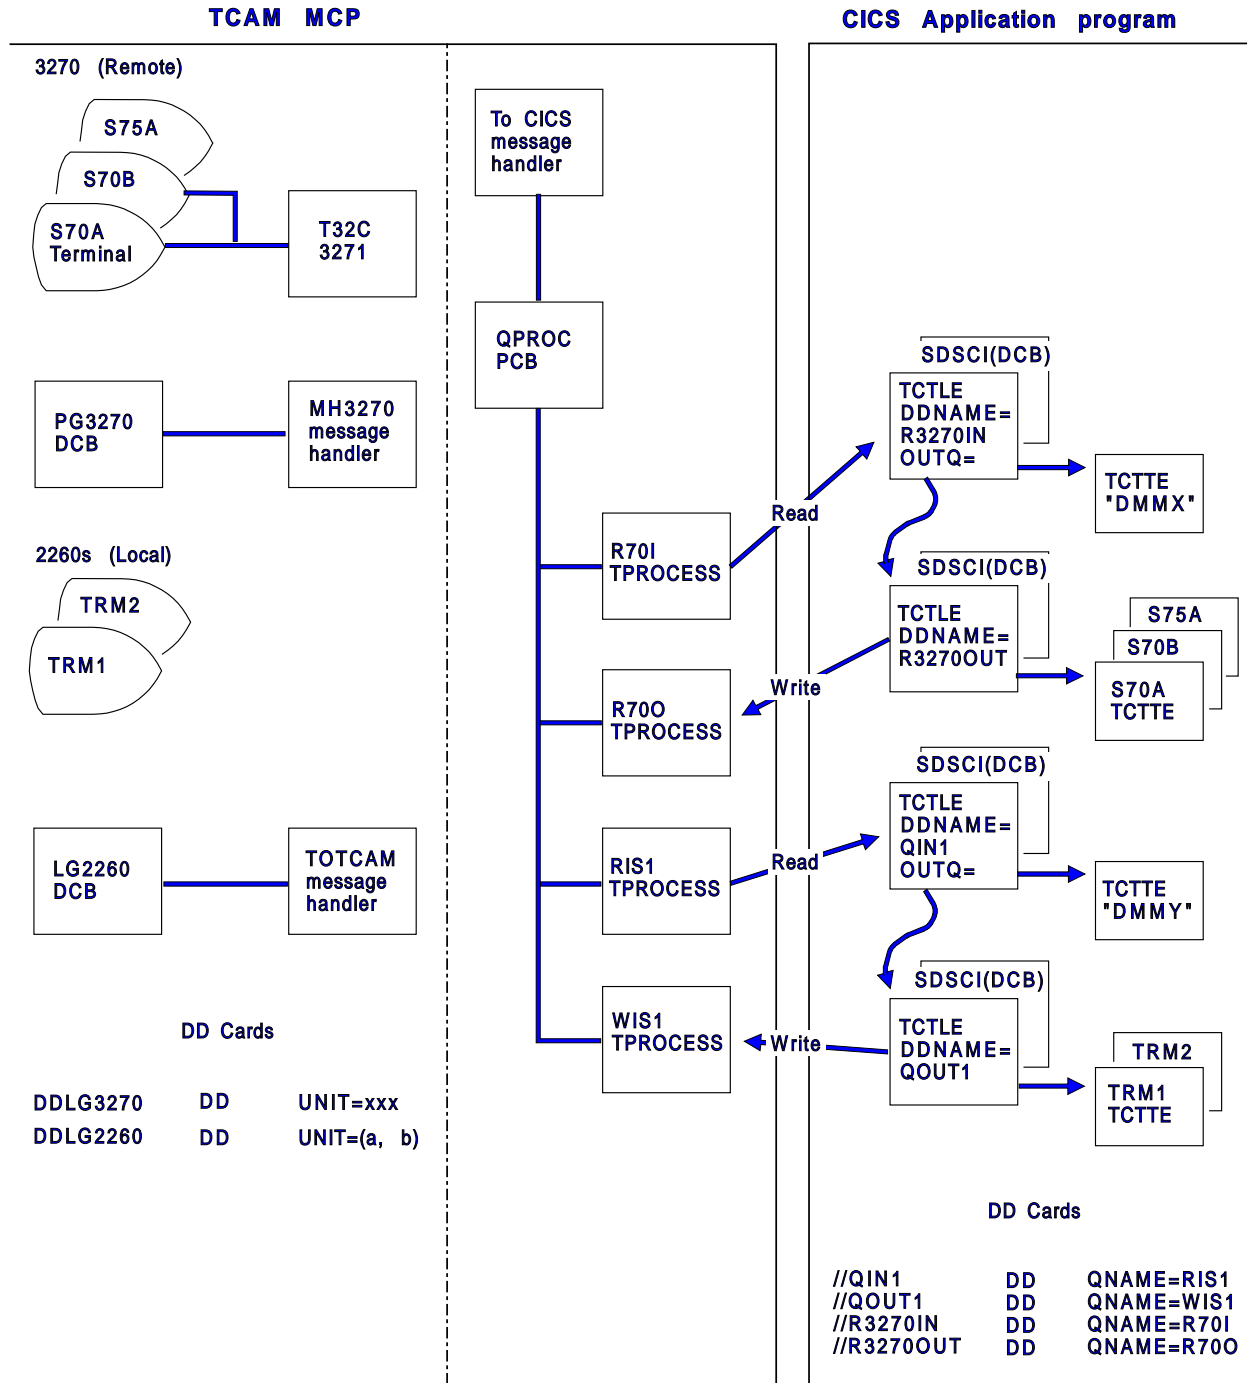 TCAM MCP
CICS Application program
3270 (Remote)
S75A
S70B
S70A
Terminal
T32C
3271
PG3270
DCB
MH3270
message
handler
2260s (Local)
TRM2
TRM1
LG2260
DCB
TOTCAM
message
handler
DD Cards
DDLG3270 DD UNIT=xxx
DDLG2260 DD UNIT=(a, b)
To CICS
message
handler
QPROC
PCB
R70I
TPROCESS
R70O
TPROCESS
RIS1
TPROCESS
WIS1
TPROCESS
Read
Write
Read
Write
SDSCI(DCB)
TCTLE
DDNAME=
R3270IN
OUTQ=
TCTTE
"DMMX"
SDSCI(DCB)
TCTLE
DDNAME=
R3270OUT
S75A
S70B
S70A
TCTTE
SDSCI(DCB)
TCTLE
DDNAME=
QIN1
OUTQ=
TCTTE
"DMMY"
SDSCI(DCB)
TCTLE
DDNAME=
QOUT1
TRM2
TRM1
TCTTE
DD Cards
//QIN1 DD QNAME=RIS1
//QOUT1 DD QNAME=WIS1
//R3270IN DD QNAME=R70I
//R3270OUT DD QNAME=R70O